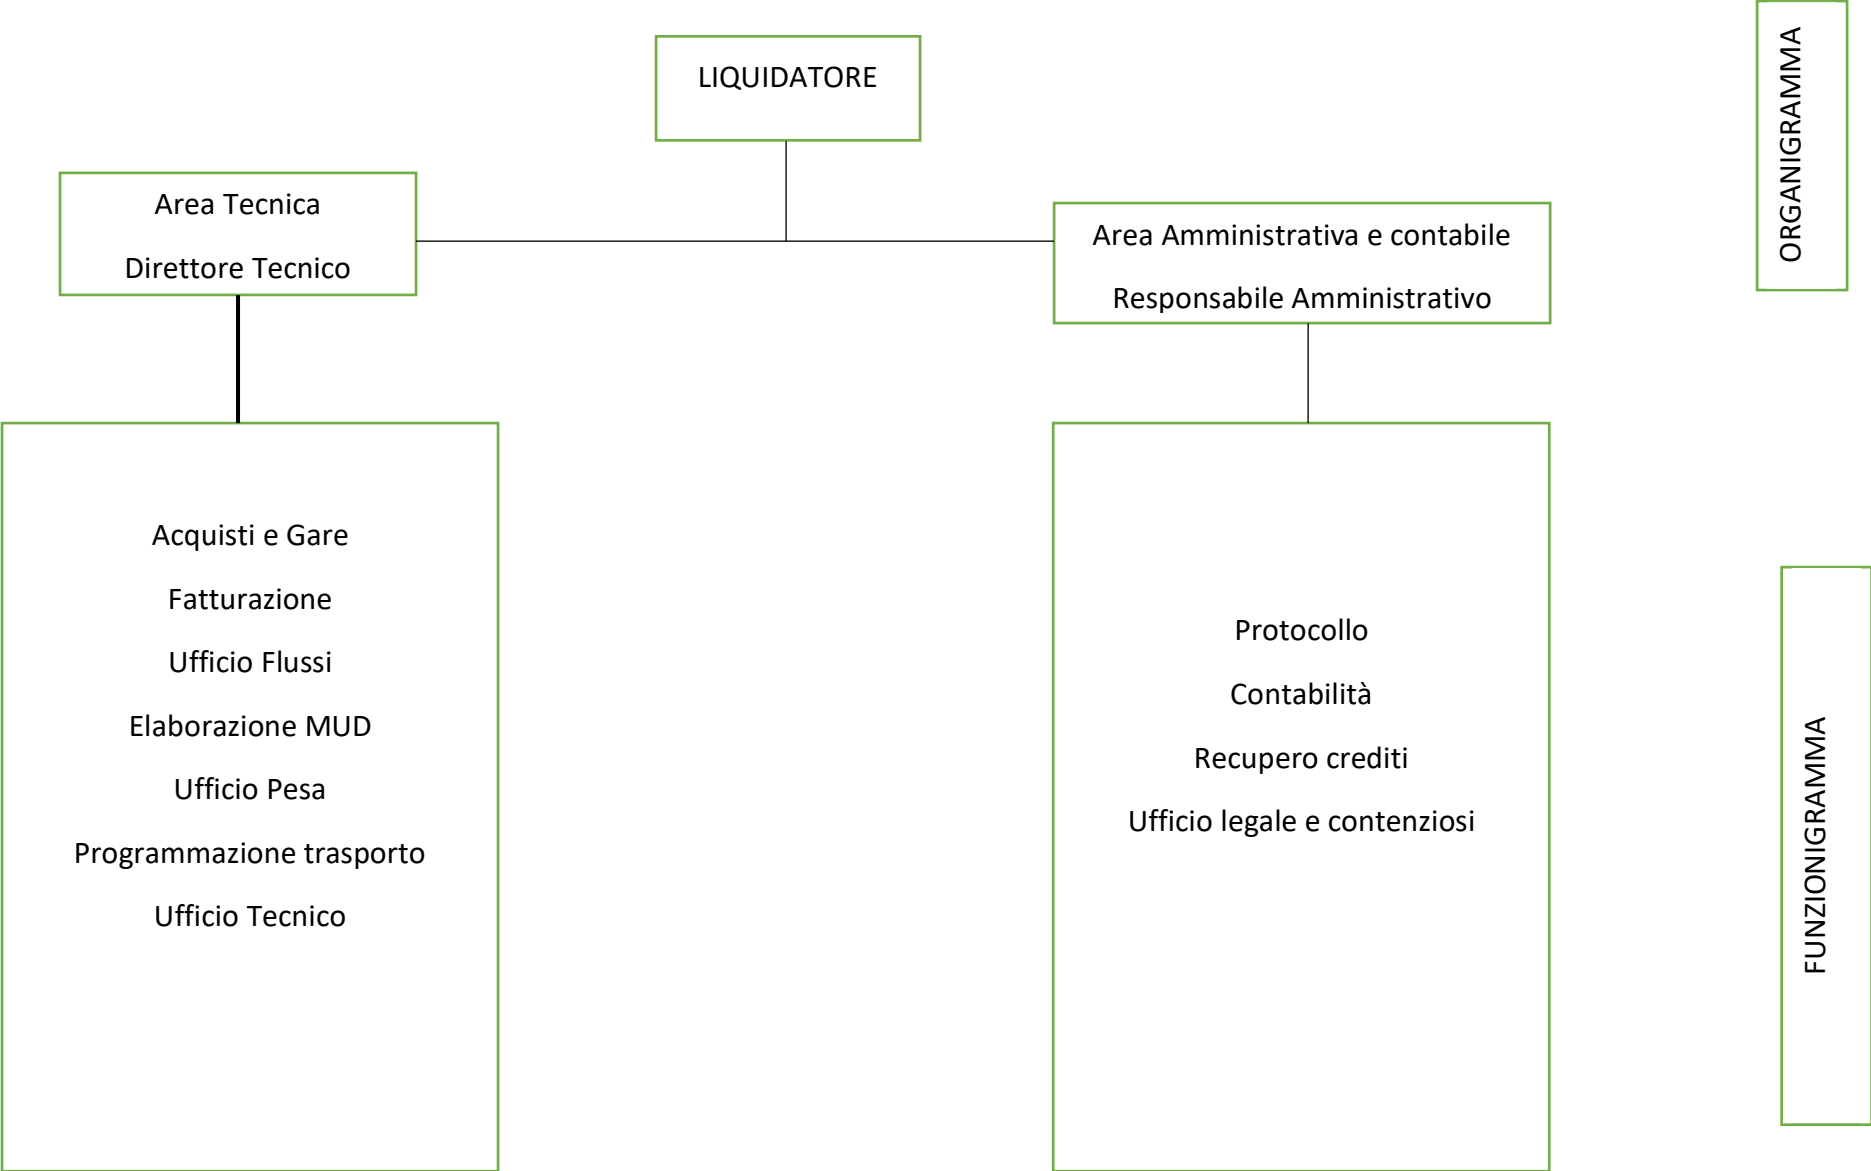 LIQUIDATORE
ORGANIGRAMMA
Area Tecnica
Direttore Tecnico
Area Amministrativa e contabile
Responsabile Amministrativo
Acquisti e Gare
Fatturazione
Ufficio Flussi
Elaborazione MUD
Ufficio Pesa
Programmazione trasporto
Ufficio Tecnico
Protocollo
Contabilità
Recupero crediti
Ufficio legale e contenziosi
FUNZIONIGRAMMA